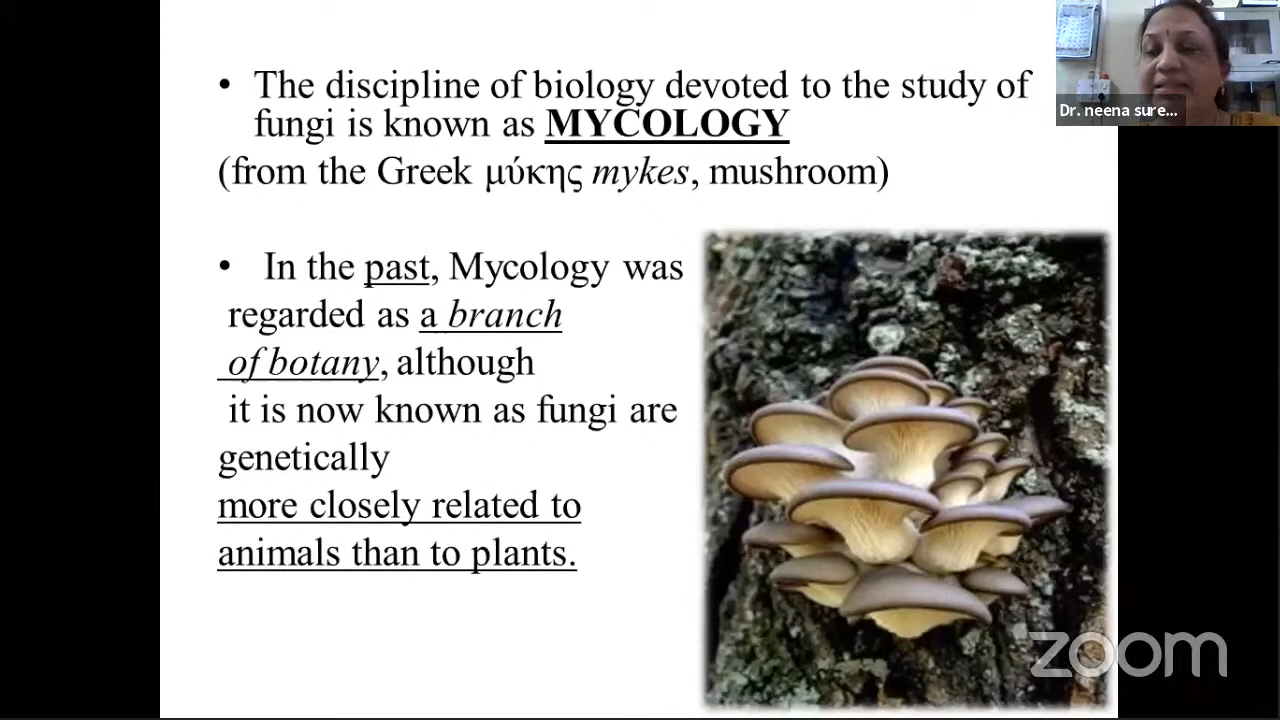 • The discipline of biology devoted to the study of
fungi is known as MYCOLOGY
(from the Greek μύκης mykes, mushroom)
• In the past, Mycology was
regarded as a branch
of botany, although
it is now known as fungi are
genetically
more closely related to
animals than to plants.
Dr. neena sure...
zoom